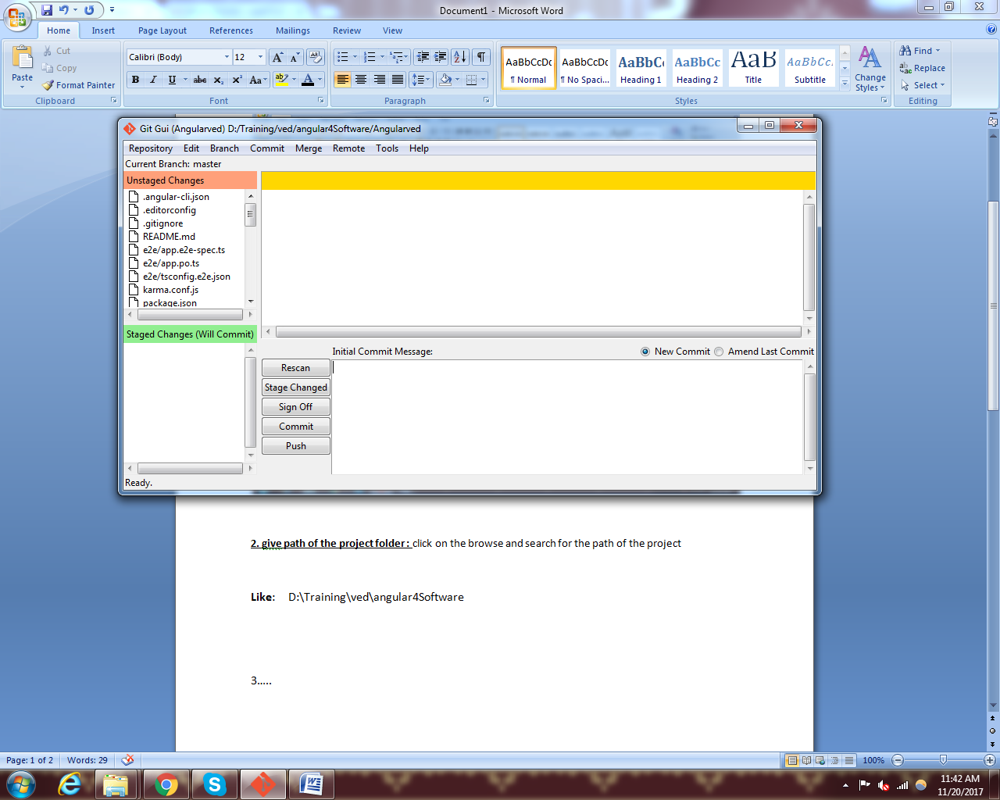 Document1 - Microsoft Word
Home Insert Page Layout References Mailings Review View
Paste
Cut
Copy
Format Painter
Clipboard
Calibri (Body) 12
B I U abc x₂ x² Aa
Font
Paragraph
AaBbCcDc AaBbCcDc AaBbCc AaBbCc AaB AaBbCc
¶ Normal ¶ No Spaci... Heading 1 Heading 2 Title Subtitle
Change Styles
Styles
Find
Replace
Select
Editing
Git Gui (Angularved) D:/Training/ved/angular4Software/Angularved
Repository Edit Branch Commit Merge Remote Tools Help
Current Branch: master
Unstaged Changes
.angular-cli.json
.editorconfig
.gitignore
README.md
e2e/app.e2e-spec.ts
e2e/app.po.ts
e2e/tsconfig.e2e.json
karma.conf.js
package.json
Staged Changes (Will Commit)
Initial Commit Message: New Commit Amend Last Commit
Rescan
Stage Changed
Sign Off
Commit
Push
Ready.
2. give path of the project folder : click on the browse and search for the path of the project
Like: D:\Training\ved\angular4Software
3.....
Page: 1 of 2 Words: 29 100%
11:42 AM
11/20/2017